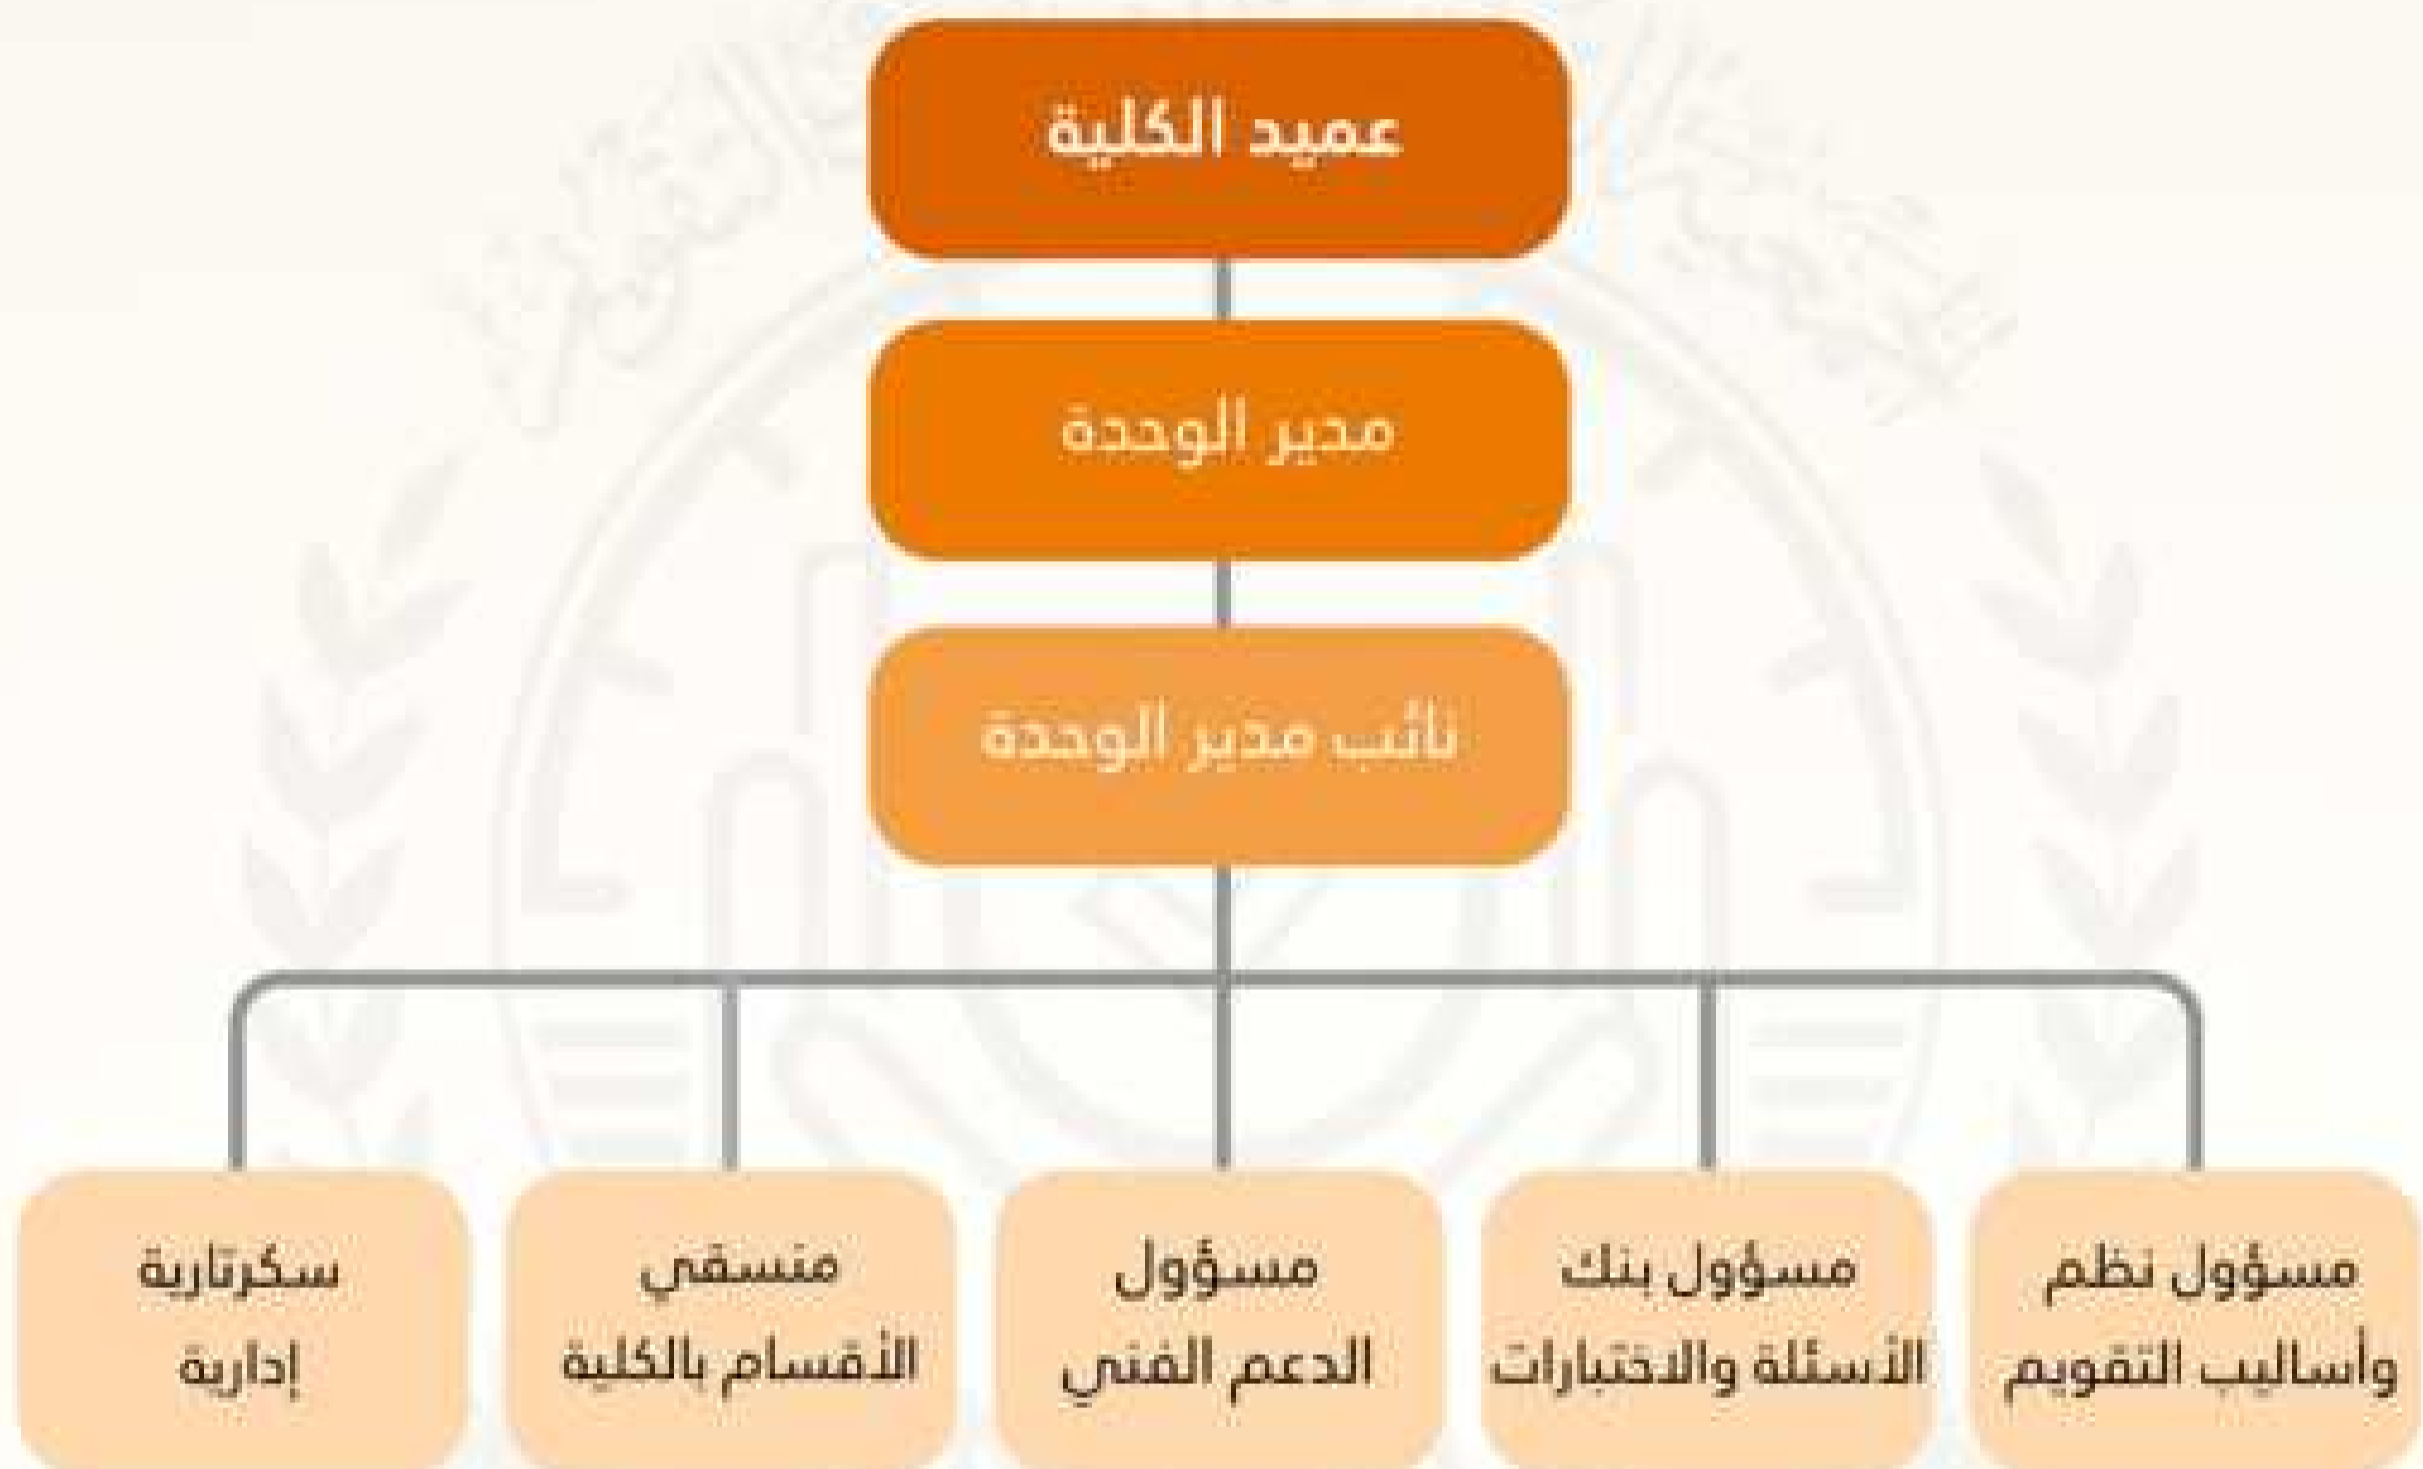 عميد الكلية
مدير الوحدة
نائب مدير الوحدة
مسؤول نظم
وأساليب التقويم
مسؤول بنك
الأسئلة والاختبارات
مسؤول
الدعم الفني
منسقي
الأقسام بالكلية
سكرتارية
إدارية